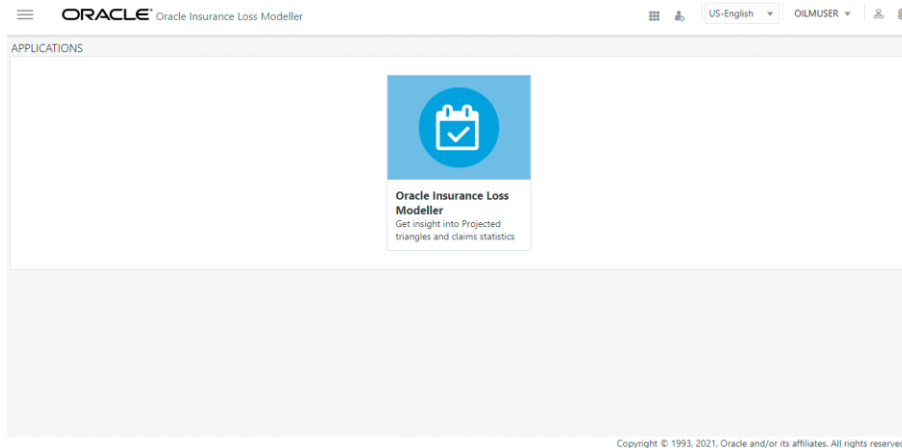 ORACLE® Oracle Insurance Loss Modeller
US-English
OILMUSER
APPLICATIONS
Oracle Insurance Loss
Modeller
Get insight into Projected
triangles and claims statistics
Copyright © 1993, 2021, Oracle and/or its affiliates. All rights reserved